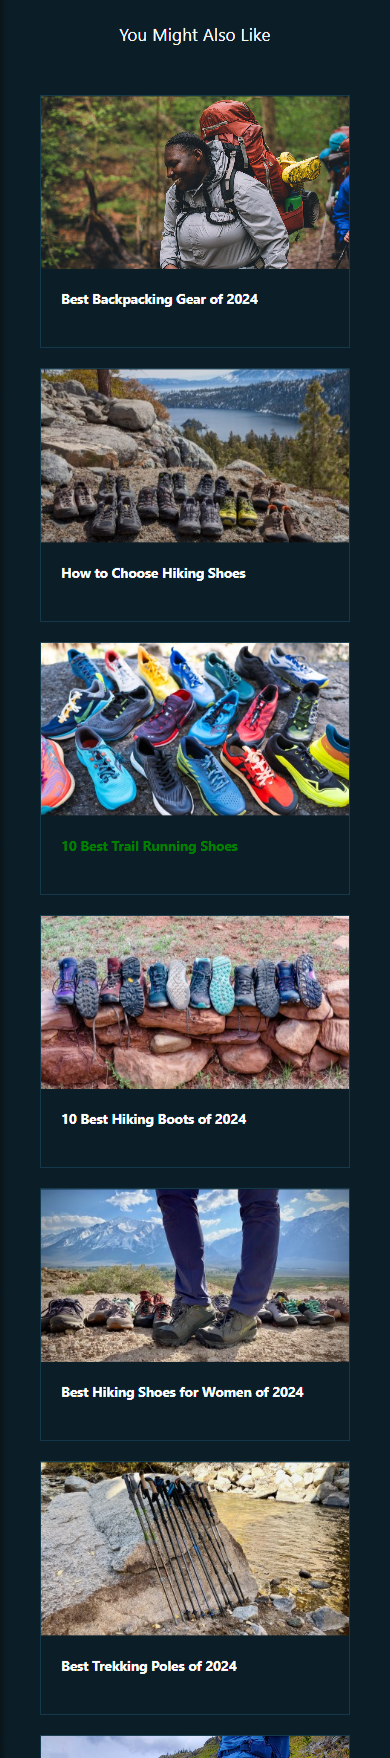 You Might Also Like
Best Backpacking Gear of 2024
How to Choose Hiking Shoes
10 Best Trail Running Shoes
10 Best Hiking Boots of 2024
Best Hiking Shoes for Women of 2024
Best Trekking Poles of 2024